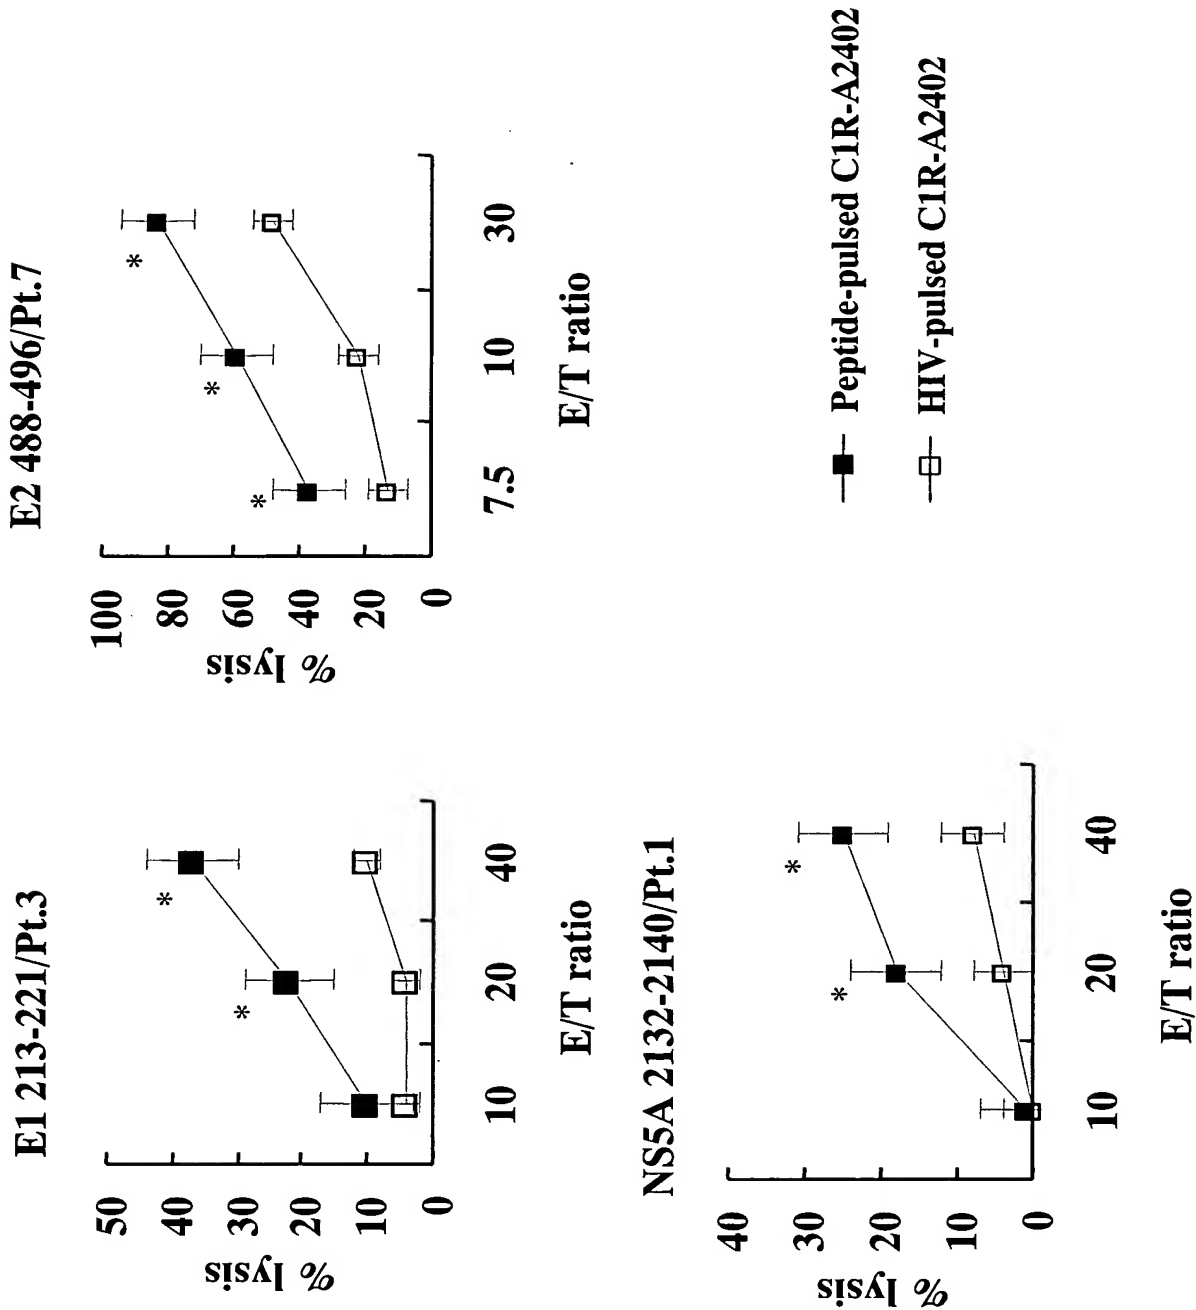 E1 213-221/Pt.3
50
40
30
20
10
0
% lysis
*
*
10 20 40
E/T ratio
E2 488-496/Pt.7
100
80
60
40
20
0
% lysis
*
*
*
7.5 10 30
E/T ratio
NS5A 2132-2140/Pt.1
40
30
20
10
0
% lysis
*
*
10 20 40
E/T ratio
Peptide-pulsed C1R-A2402
HIV-pulsed C1R-A2402